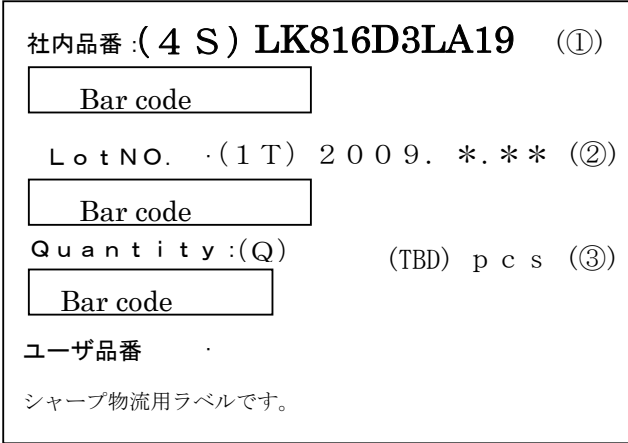 社内品番 :(４Ｓ) LK816D3LA19 (①)
Bar code
ＬｏｔＮＯ. ・(１Ｔ) ２００９. ＊.＊＊ (②)
Bar code
Ｑｕａｎｔｉｔｙ:(Q) (TBD) ｐｃｓ (③)
Bar code
ユーザ品番 ・
シャープ物流用ラベルです。